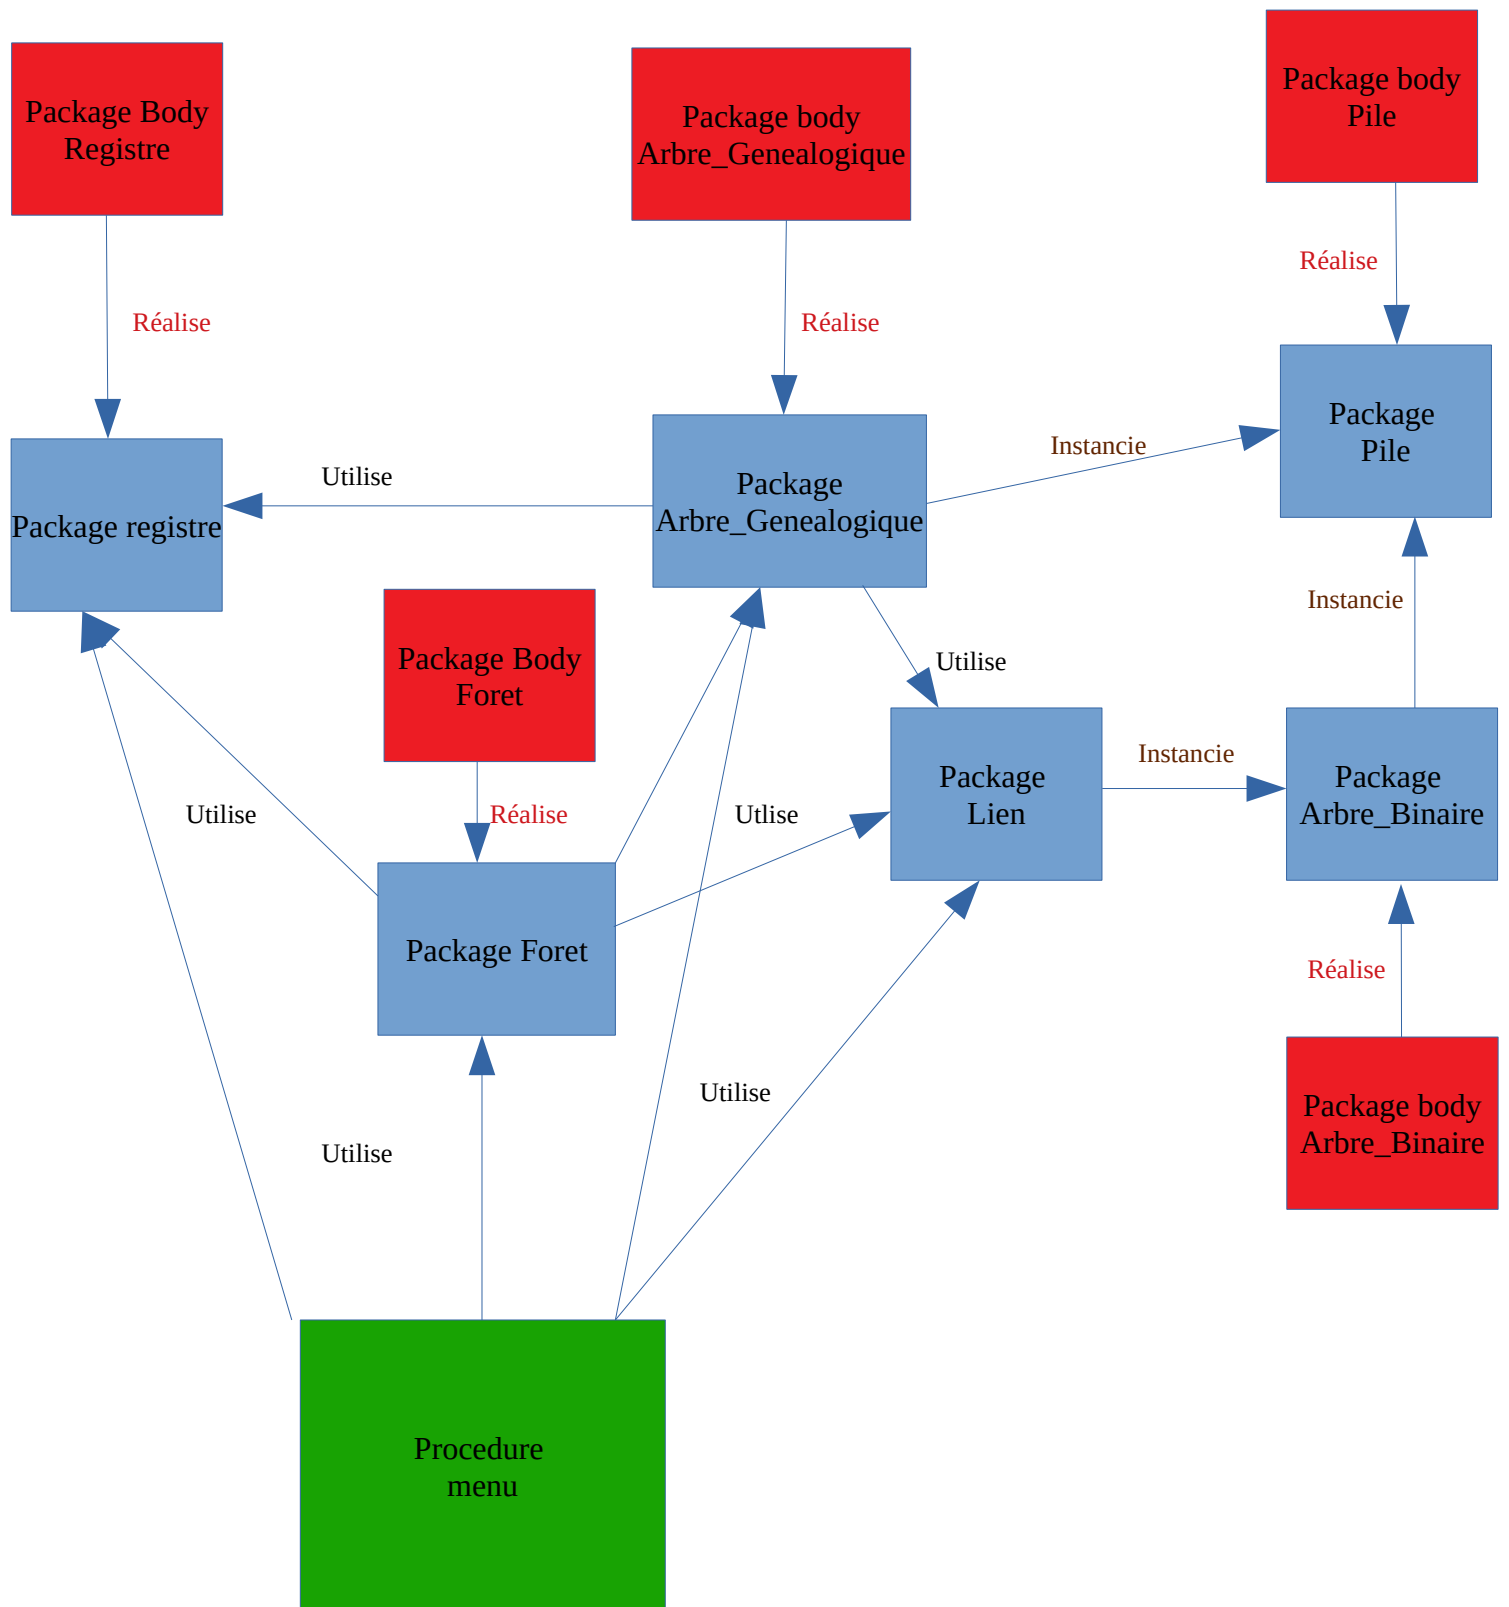 Package body
Pile
Package Body
Registre
Package body
Arbre_Genealogique
Réalise
Réalise
Réalise
Package
Pile
Instancie
Utilise
Package
Arbre_Genealogique
Package registre
Instancie
Package Body
Foret
Utilise
Instancie
Package
Lien
Package
Arbre_Binaire
Utilise
Réalise
Utlise
Package Foret
Réalise
Utilise
Package body
Arbre_Binaire
Utilise
Procedure
menu